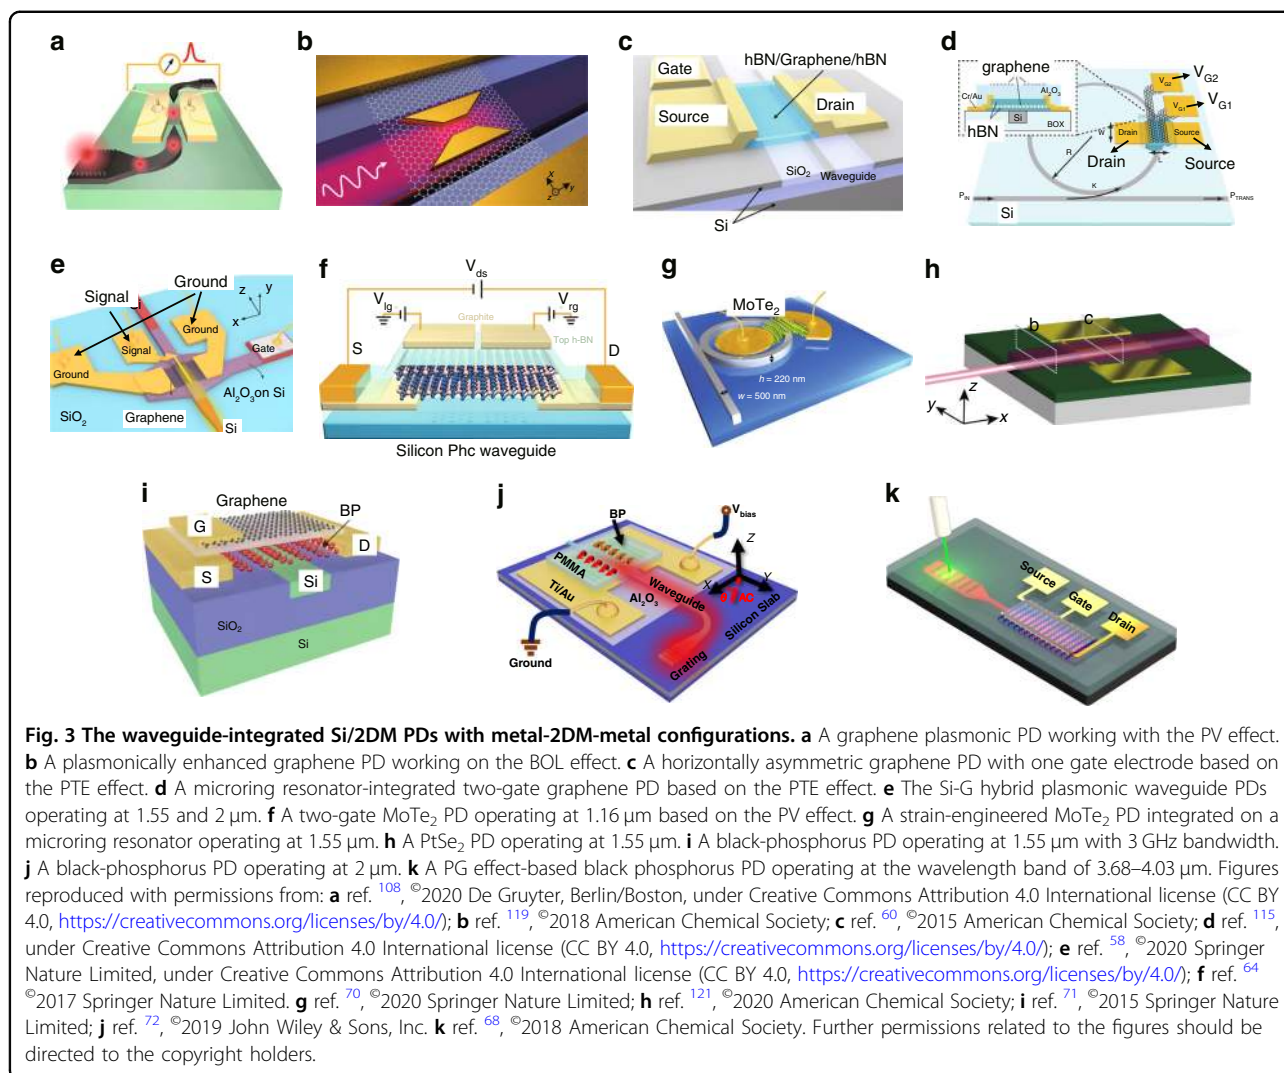 a
b
x
y
z
c
Gate
Source
hBN/Graphene/hBN
Drain
SiO2
Waveguide
Si
d
graphene
Cr/Au
Al2O3
Si
BOX
hBN
VG2
VG2
VG1
VG1
W
Drain
Source
L
R
Drain
Source
K
PIN
PTRANS
Si
e
Signal
Ground
z
y
x
Signal
Ground
Ground
Gate
SiO2
Graphene
Al2O3 on Si
Si
f
Vds
Vlg
Vrg
Graphite
Top h-BN
S
D
Silicon Phc waveguide
g
MoTe2
h = 220 nm
w = 500 nm
h
b
c
z
y
x
i
Graphene
BP
G
D
S
Si
SiO2
Si
j
BP
Vbias
PMMA
Ti/Au
Al2O3
Waveguide
Z
X
Y
Silicon Slab
Grating
Ground
k
Source
Gate
Drain
Fig. 3 The waveguide-integrated Si/2DM PDs with metal-2DM-metal configurations. a A graphene plasmonic PD working with the PV effect.
b A plasmonically enhanced graphene PD working on the BOL effect. c A horizontally asymmetric graphene PD with one gate electrode based on
the PTE effect. d A microring resonator-integrated two-gate graphene PD based on the PTE effect. e The Si-G hybrid plasmonic waveguide PDs
operating at 1.55 and 2 μm. f A two-gate MoTe2 PD operating at 1.16 μm based on the PV effect. g A strain-engineered MoTe2 PD integrated on a
microring resonator operating at 1.55 μm. h A PtSe2 PD operating at 1.55 μm. i A black-phosphorus PD operating at 1.55 μm with 3 GHz bandwidth.
j A black-phosphorus PD operating at 2 μm. k A PG effect-based black phosphorus PD operating at the wavelength band of 3.68–4.03 μm. Figures
reproduced with permissions from: a ref. 108, ©2020 De Gruyter, Berlin/Boston, under Creative Commons Attribution 4.0 International license (CC BY
4.0, https://creativecommons.org/licenses/by/4.0/); b ref. 119, ©2018 American Chemical Society; c ref. 60, ©2015 American Chemical Society; d ref. 115,
under Creative Commons Attribution 4.0 International license (CC BY 4.0, https://creativecommons.org/licenses/by/4.0/); e ref. 58, ©2020 Springer
Nature Limited, under Creative Commons Attribution 4.0 International license (CC BY 4.0, https://creativecommons.org/licenses/by/4.0/); f ref. 64
©2017 Springer Nature Limited. g ref. 70, ©2020 Springer Nature Limited; h ref. 121, ©2020 American Chemical Society; i ref. 71, ©2015 Springer Nature
Limited; j ref. 72, ©2019 John Wiley & Sons, Inc. k ref. 68, ©2018 American Chemical Society. Further permissions related to the figures should be
directed to the copyright holders.